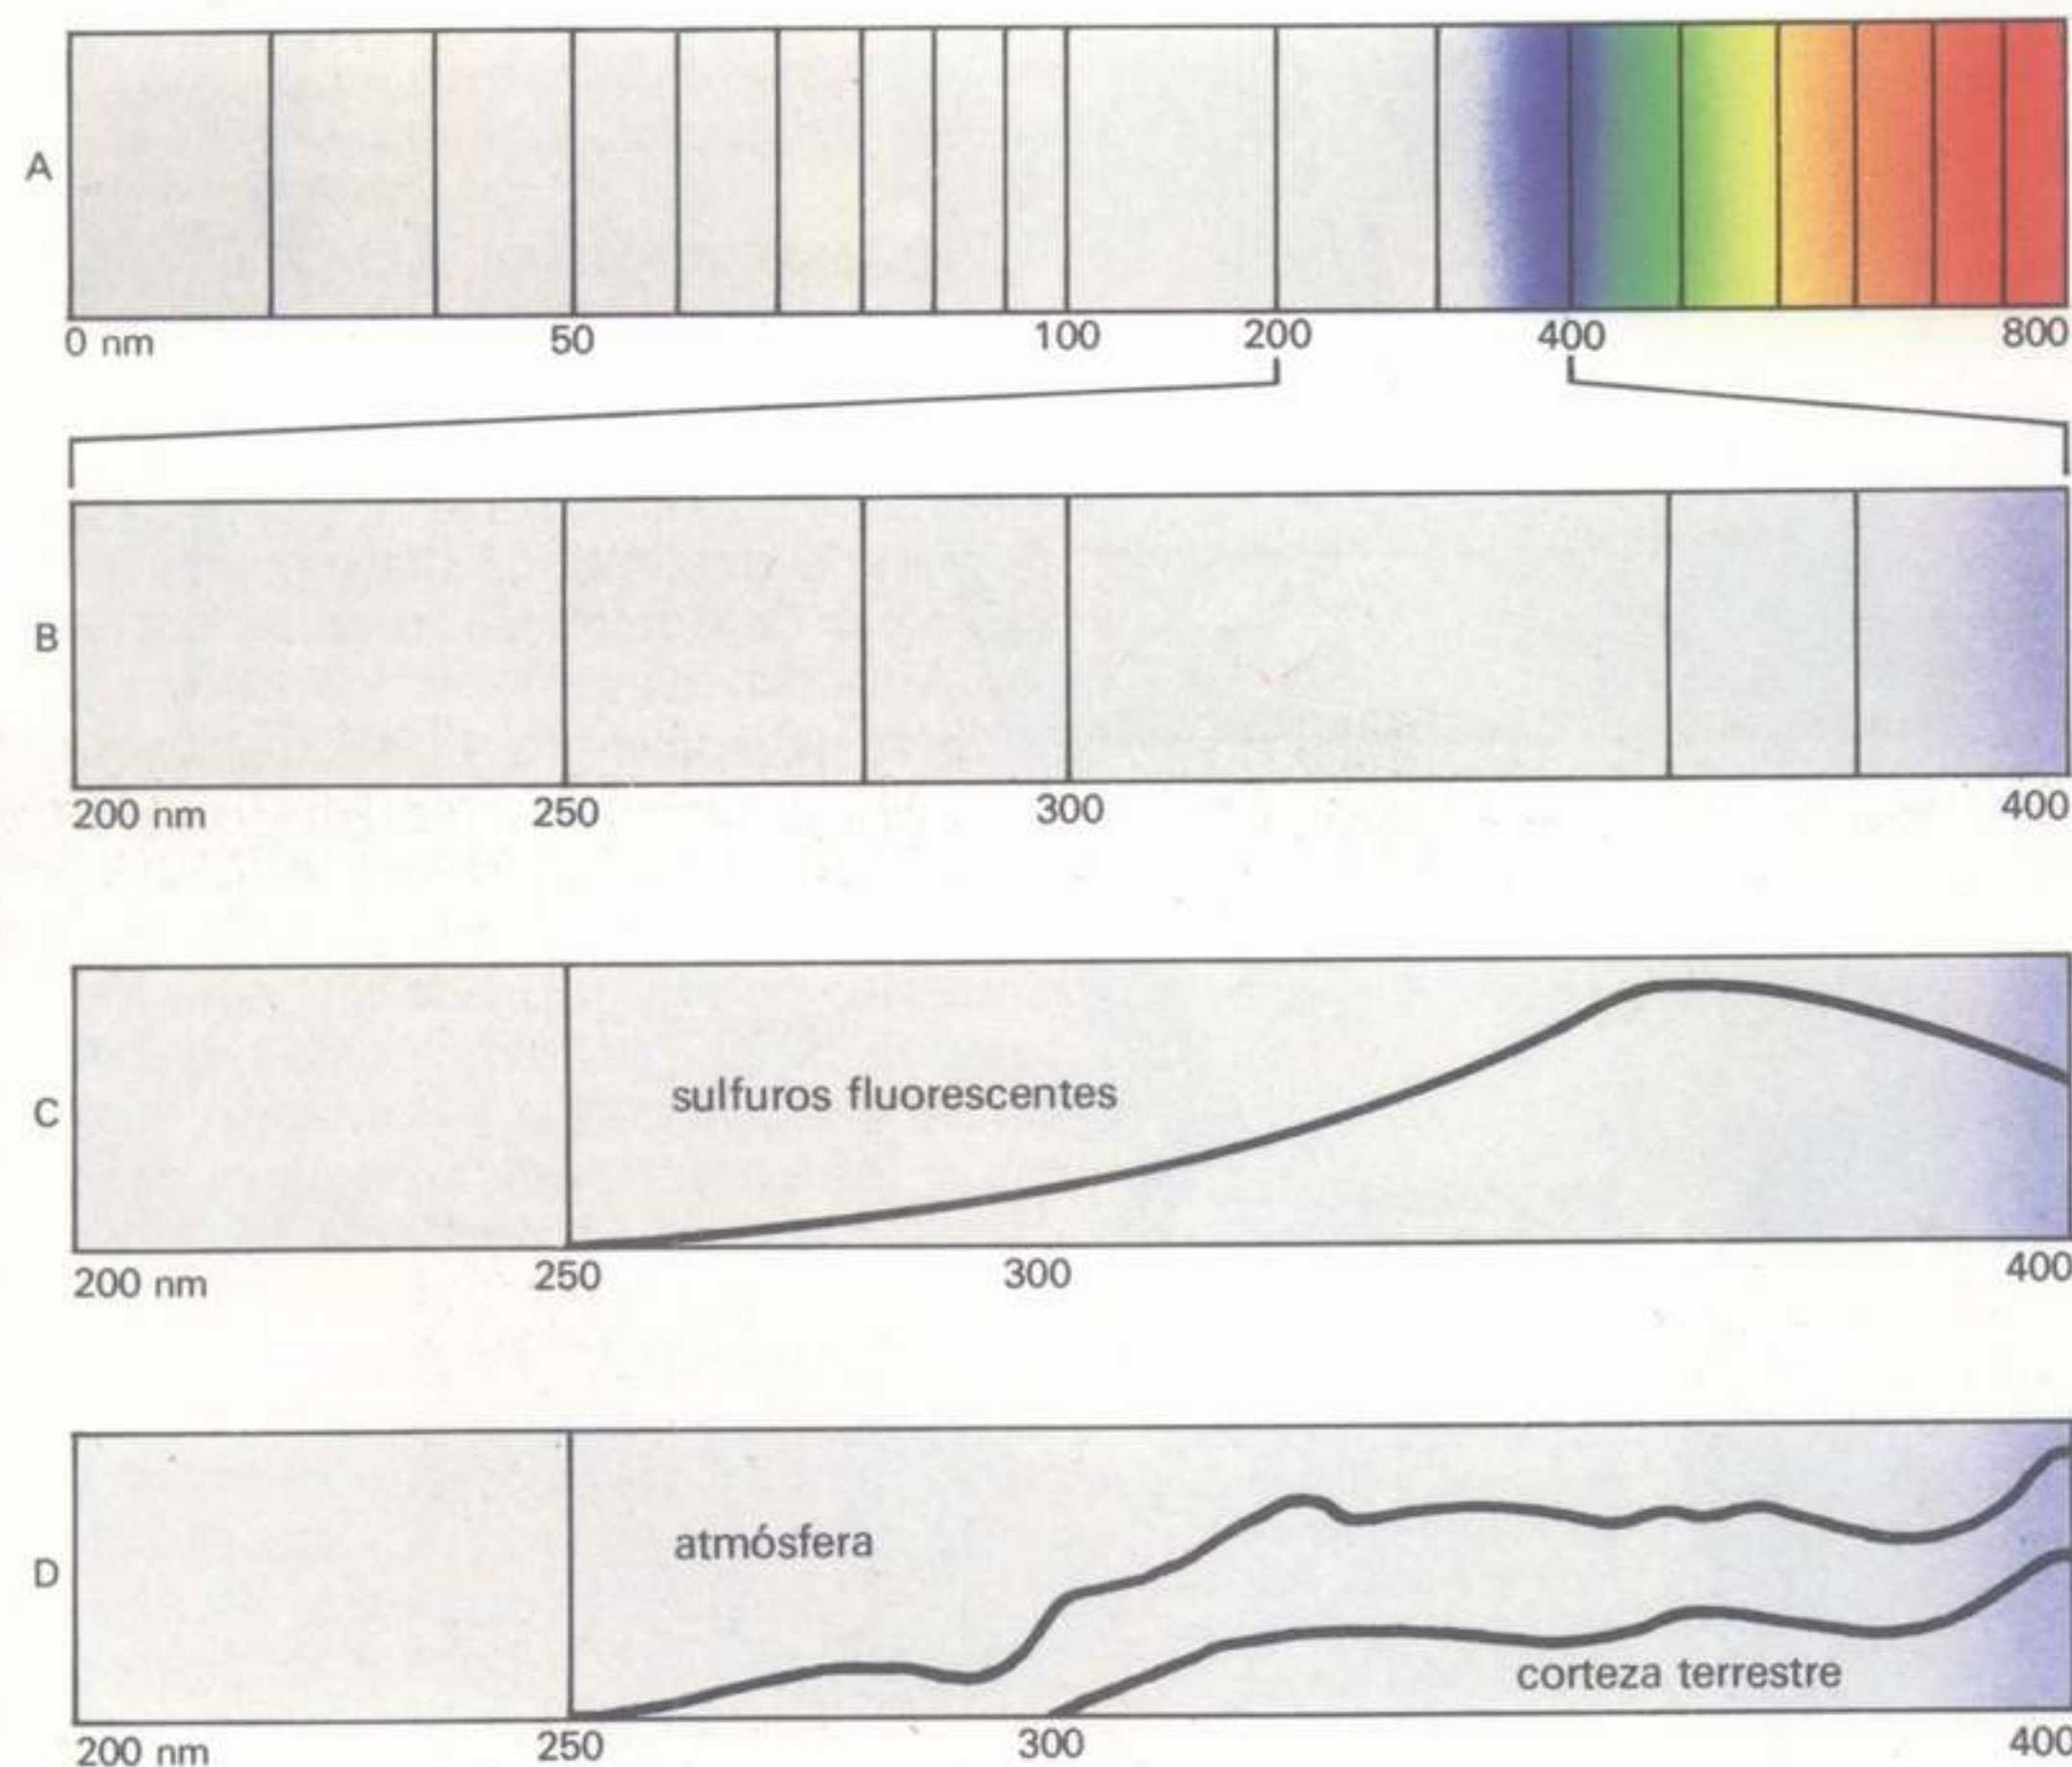 A
0 nm 50 100 200 400 800
B
200 nm 250 300 400
sulfuros fluorescentes
C
200 nm 250 300 400
atmósfera
D
corteza terrestre
200 nm 250 300 400